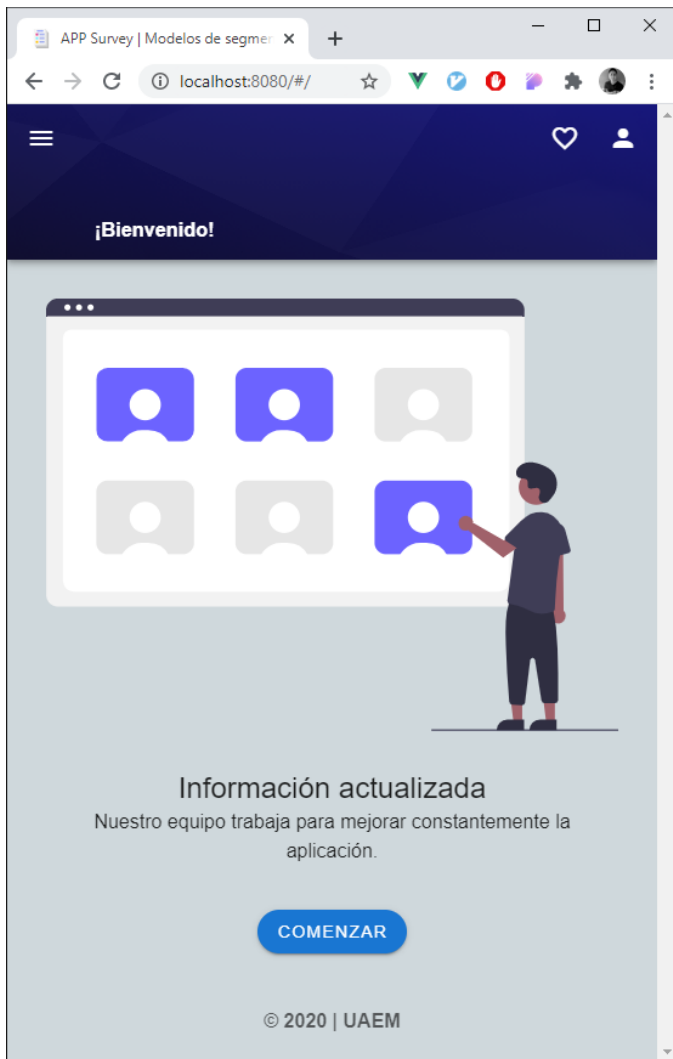 APP Survey | Modelos de segmen
localhost:8080/#/
¡Bienvenido!
Información actualizada
Nuestro equipo trabaja para mejorar constantemente la
aplicación.
COMENZAR
© 2020 | UAEM